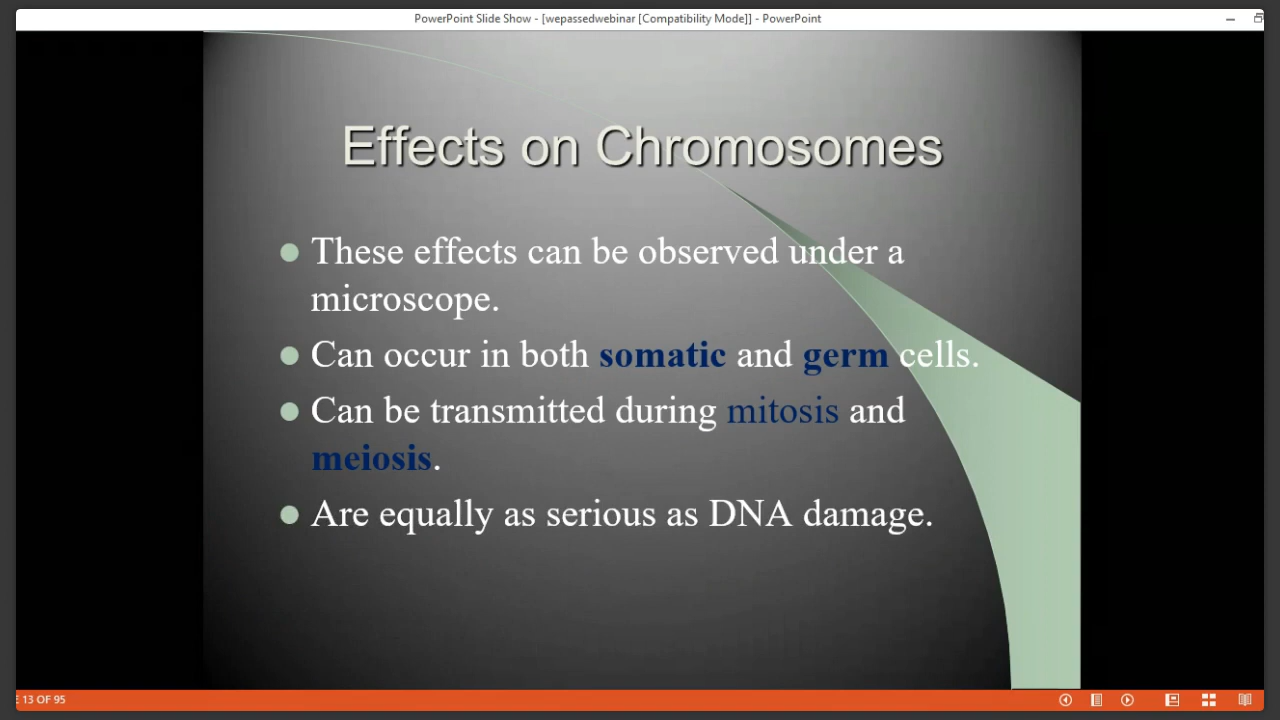 PowerPoint Slide Show - [wepassedwebinar [Compatibility Mode]] - PowerPoint
Effects on Chromosomes
These effects can be observed under a
microscope.
Can occur in both somatic and germ cells.
Can be transmitted during mitosis and
meiosis.
Are equally as serious as DNA damage.
E 13 OF 95